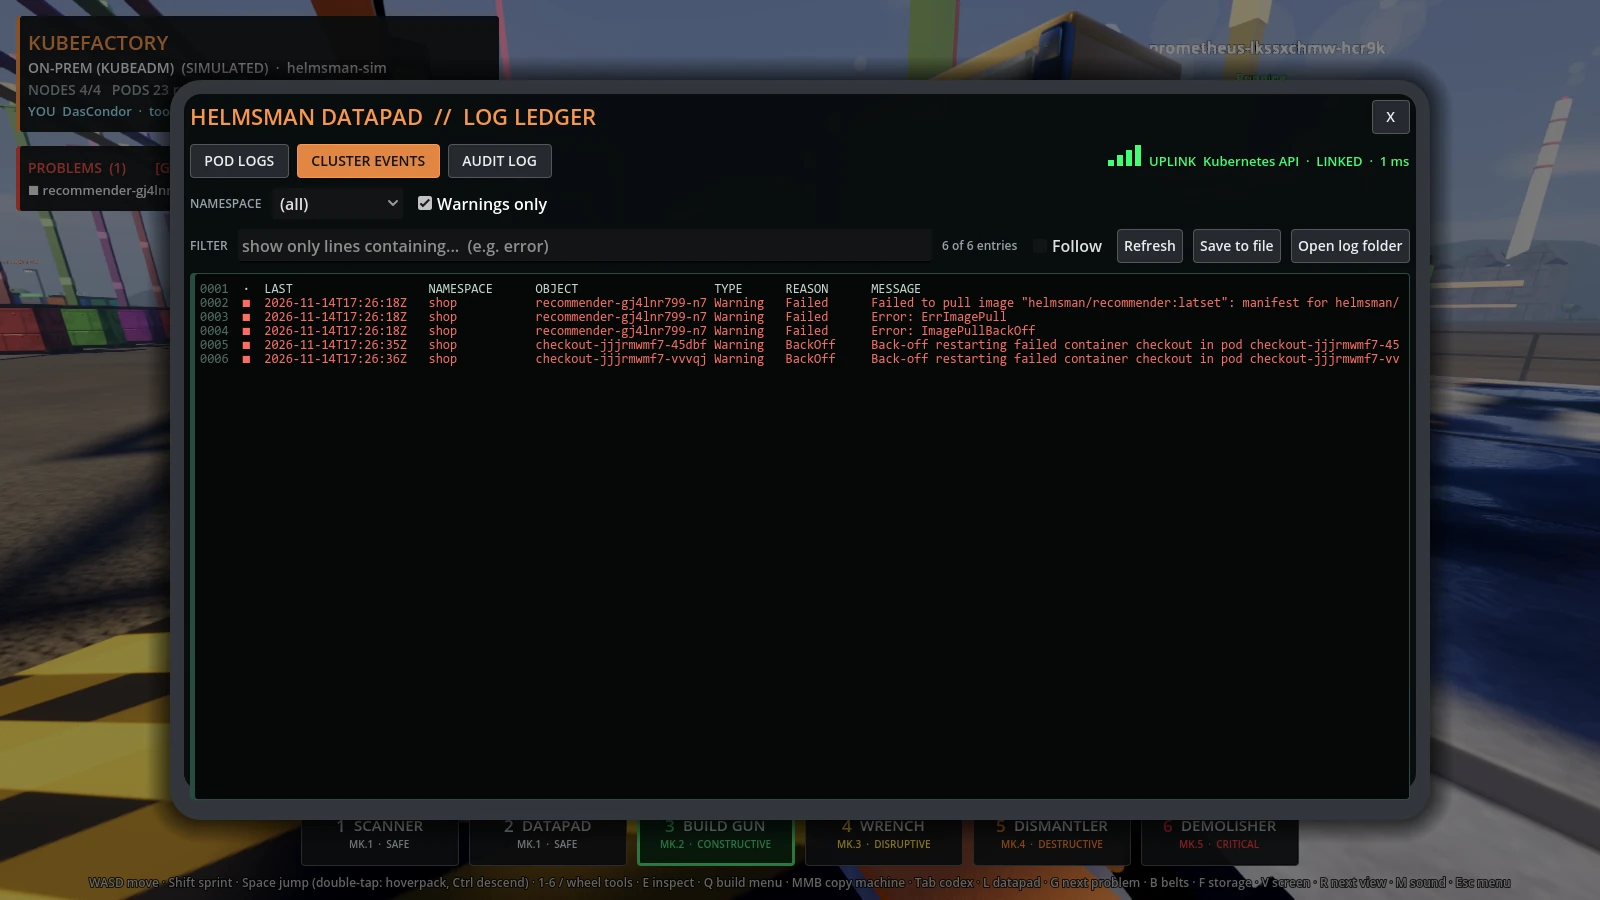 KUBEFACTORY
ON-PREM (KUBEADM) (SIMULATED) · helmsman-sim
NODES 4/4 PODS 23
YOU DasCondor · too
PROBLEMS (1) [G
recommender-gj4lnr
prometheus-lkssxchmw-hcr9k
HELMSMAN DATAPAD // LOG LEDGER
X
POD LOGS CLUSTER EVENTS AUDIT LOG
UPLINK Kubernetes API · LINKED · 1 ms
NAMESPACE (all) Warnings only
FILTER show only lines containing... (e.g. error) 6 of 6 entries Follow Refresh Save to file Open log folder
0001 · LAST NAMESPACE OBJECT TYPE REASON MESSAGE
0002 ■ 2026-11-14T17:26:18Z shop recommender-gj4lnr799-n7 Warning Failed Failed to pull image "helmsman/recommender:latset": manifest for helmsman/
0003 ■ 2026-11-14T17:26:18Z shop recommender-gj4lnr799-n7 Warning Failed Error: ErrImagePull
0004 ■ 2026-11-14T17:26:18Z shop recommender-gj4lnr799-n7 Warning Failed Error: ImagePullBackOff
0005 ■ 2026-11-14T17:26:35Z shop checkout-jjjrmwmf7-45dbf Warning BackOff Back-off restarting failed container checkout in pod checkout-jjjrmwmf7-45
0006 ■ 2026-11-14T17:26:36Z shop checkout-jjjrmwmf7-vvvqj Warning BackOff Back-off restarting failed container checkout in pod checkout-jjjrmwmf7-vv
1 SCANNER 2 DATAPAD 3 BUILD GUN 4 WRENCH 5 DISMANTLER 6 DEMOLISHER
MK.1 · SAFE MK.1 · SAFE MK.2 · CONSTRUCTIVE MK.3 · DISRUPTIVE MK.4 · DESTRUCTIVE MK.5 · CRITICAL
WASD move · Shift sprint · Space jump (double-tap: hoverpack, Ctrl descend) · 1-6 / wheel tools · E inspect · Q build menu · MMB copy machine · Tab codex · L datapad · G next problem · B belts · F storage · V screen · R next view · M sound · Esc menu